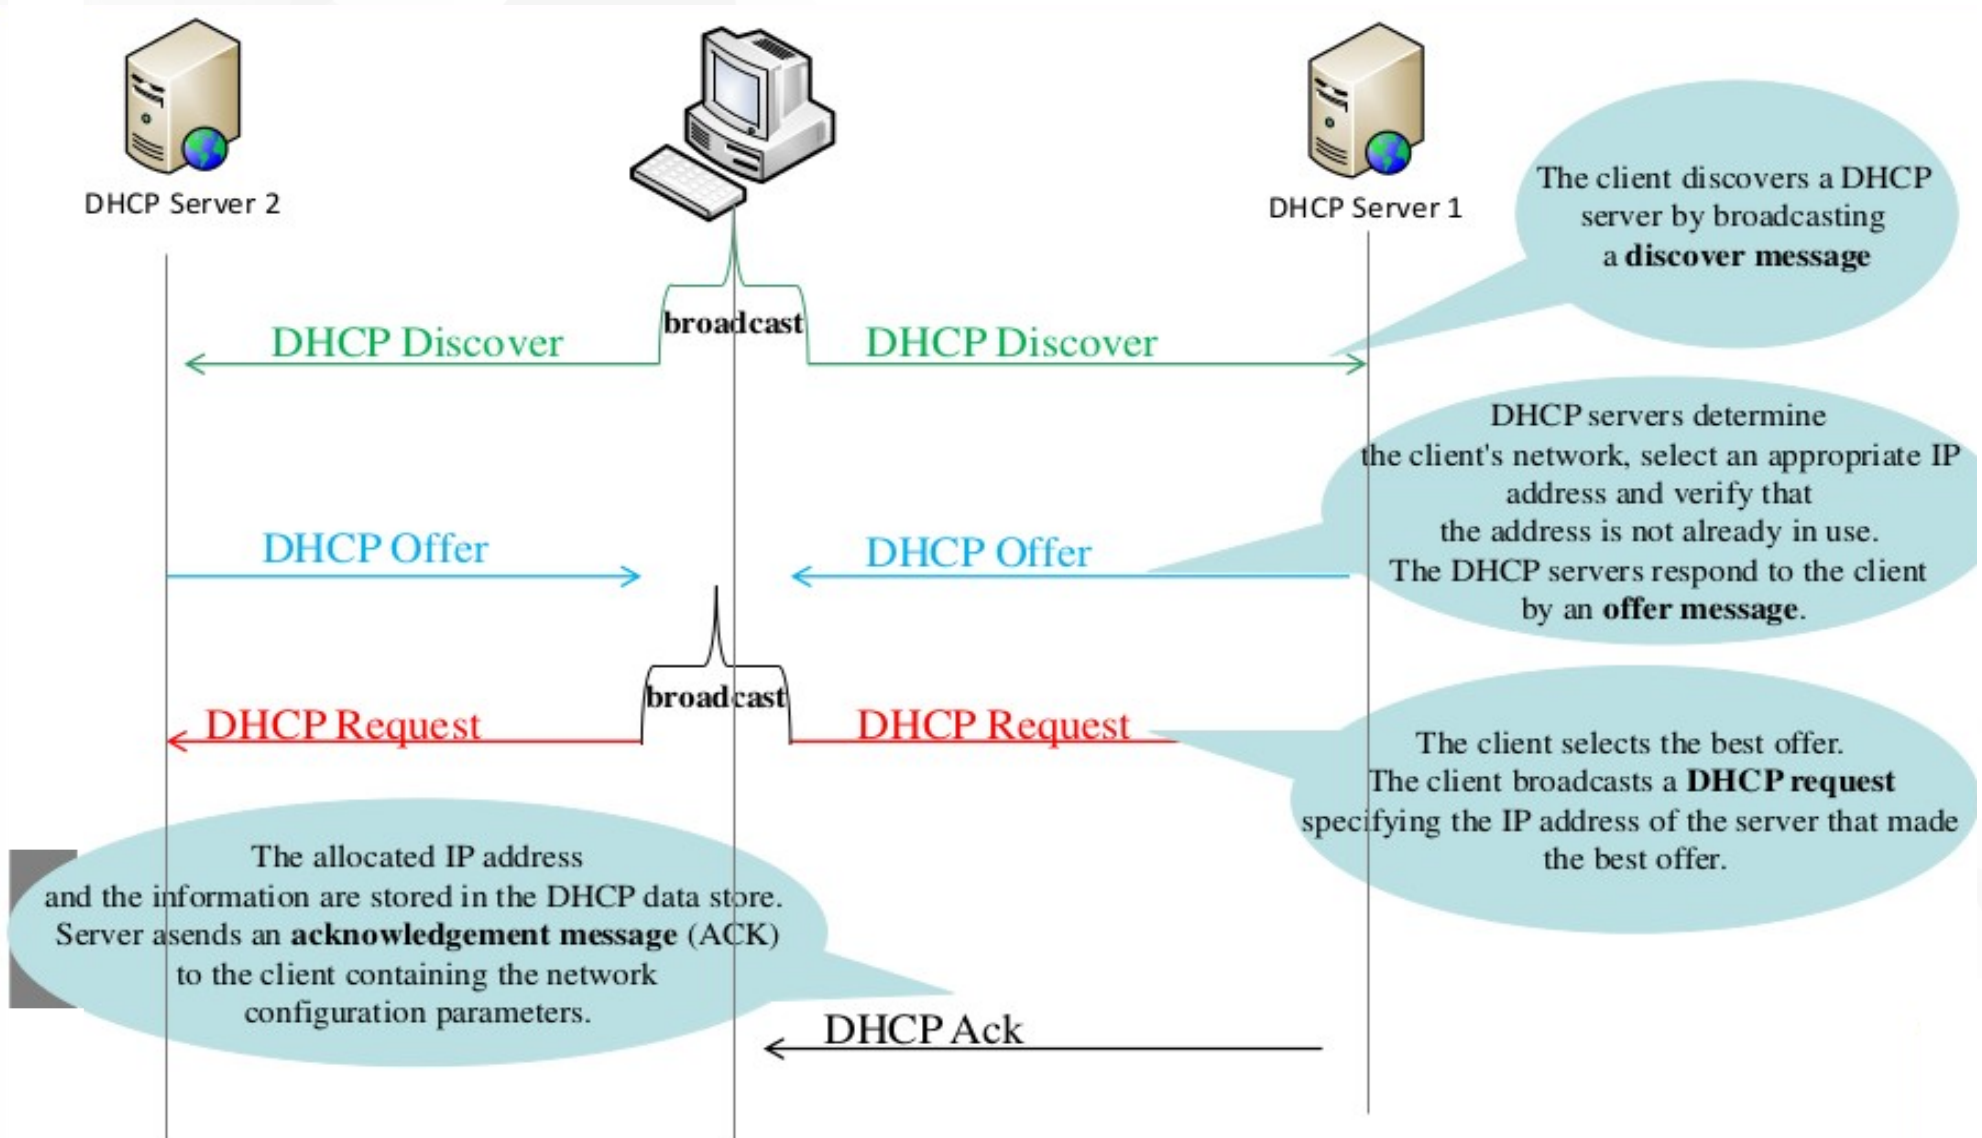 DHCP Server 2
DHCP Server 1
The client discovers a DHCP
server by broadcasting
a discover message
broadcast
DHCP Discover
DHCP Discover
DHCP servers determine
the client's network, select an appropriate IP
address and verify that
the address is not already in use.
The DHCP servers respond to the client
by an offer message.
DHCP Offer
DHCP Offer
broadcast
DHCP Request
DHCP Request
The client selects the best offer.
The client broadcasts a DHCP request
specifying the IP address of the server that made
the best offer.
The allocated IP address
and the information are stored in the DHCP data store.
Server asends an acknowledgement message (ACK)
to the client containing the network
configuration parameters.
DHCP Ack